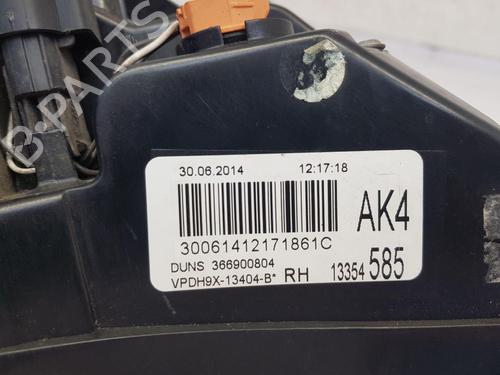 B-PARTS
30.06.2014 12:17:18
30061412171861C
AK4
DUNS 366900804
VPDH9X-13404-B* RH 13354 585